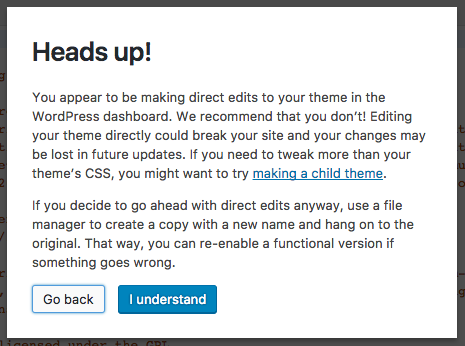 Heads up!
You appear to be making direct edits to your theme in the
WordPress dashboard. We recommend that you don't! Editing
your theme directly could break your site and your changes may
be lost in future updates. If you need to tweak more than your
theme's CSS, you might want to try making a child theme.
If you decide to go ahead with direct edits anyway, use a file
manager to create a copy with a new name and hang on to the
original. That way, you can re-enable a functional version if
something goes wrong.
Go back
I understand
licensed under the GPL